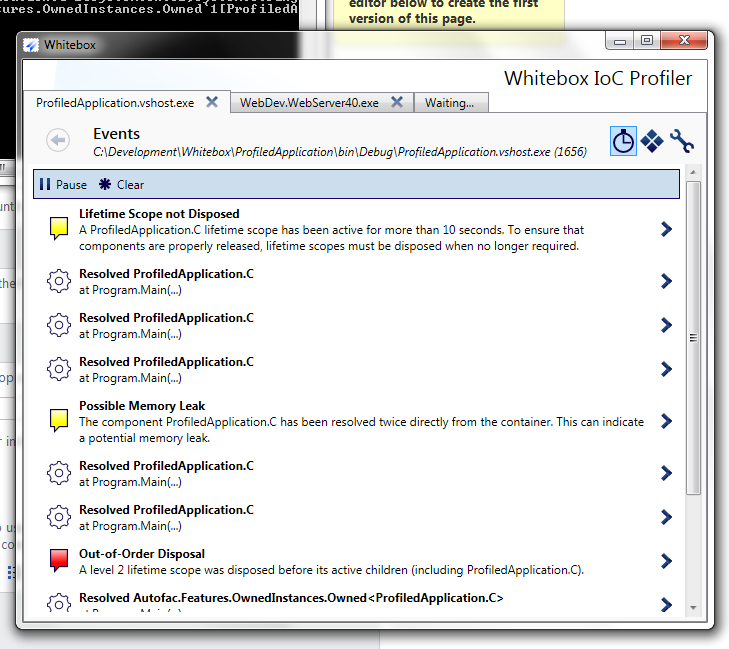 editor below to create the first
tures.OwnedInstances.Owned`1[ProfiledA
version of this page.
Whitebox
Whitebox IoC Profiler
ProfiledApplication.vshost.exe
WebDev.WebServer40.exe
Waiting...
Events
C:\Development\Whitebox\ProfiledApplication\bin\Debug\ProfiledApplication.vshost.exe (1656)
Pause
Clear
Lifetime Scope not Disposed
A ProfiledApplication.C lifetime scope has been active for more than 10 seconds. To ensure that
components are properly released, lifetime scopes must be disposed when no longer required.
Resolved ProfiledApplication.C
at Program.Main(...)
Resolved ProfiledApplication.C
at Program.Main(...)
Resolved ProfiledApplication.C
at Program.Main(...)
Possible Memory Leak
The component ProfiledApplication.C has been resolved twice directly from the container. This can indicate
a potential memory leak.
Resolved ProfiledApplication.C
at Program.Main(...)
Resolved ProfiledApplication.C
at Program.Main(...)
Out-of-Order Disposal
A level 2 lifetime scope was disposed before its active children (including ProfiledApplication.C).
Resolved Autofac.Features.OwnedInstances.Owned<ProfiledApplication.C>